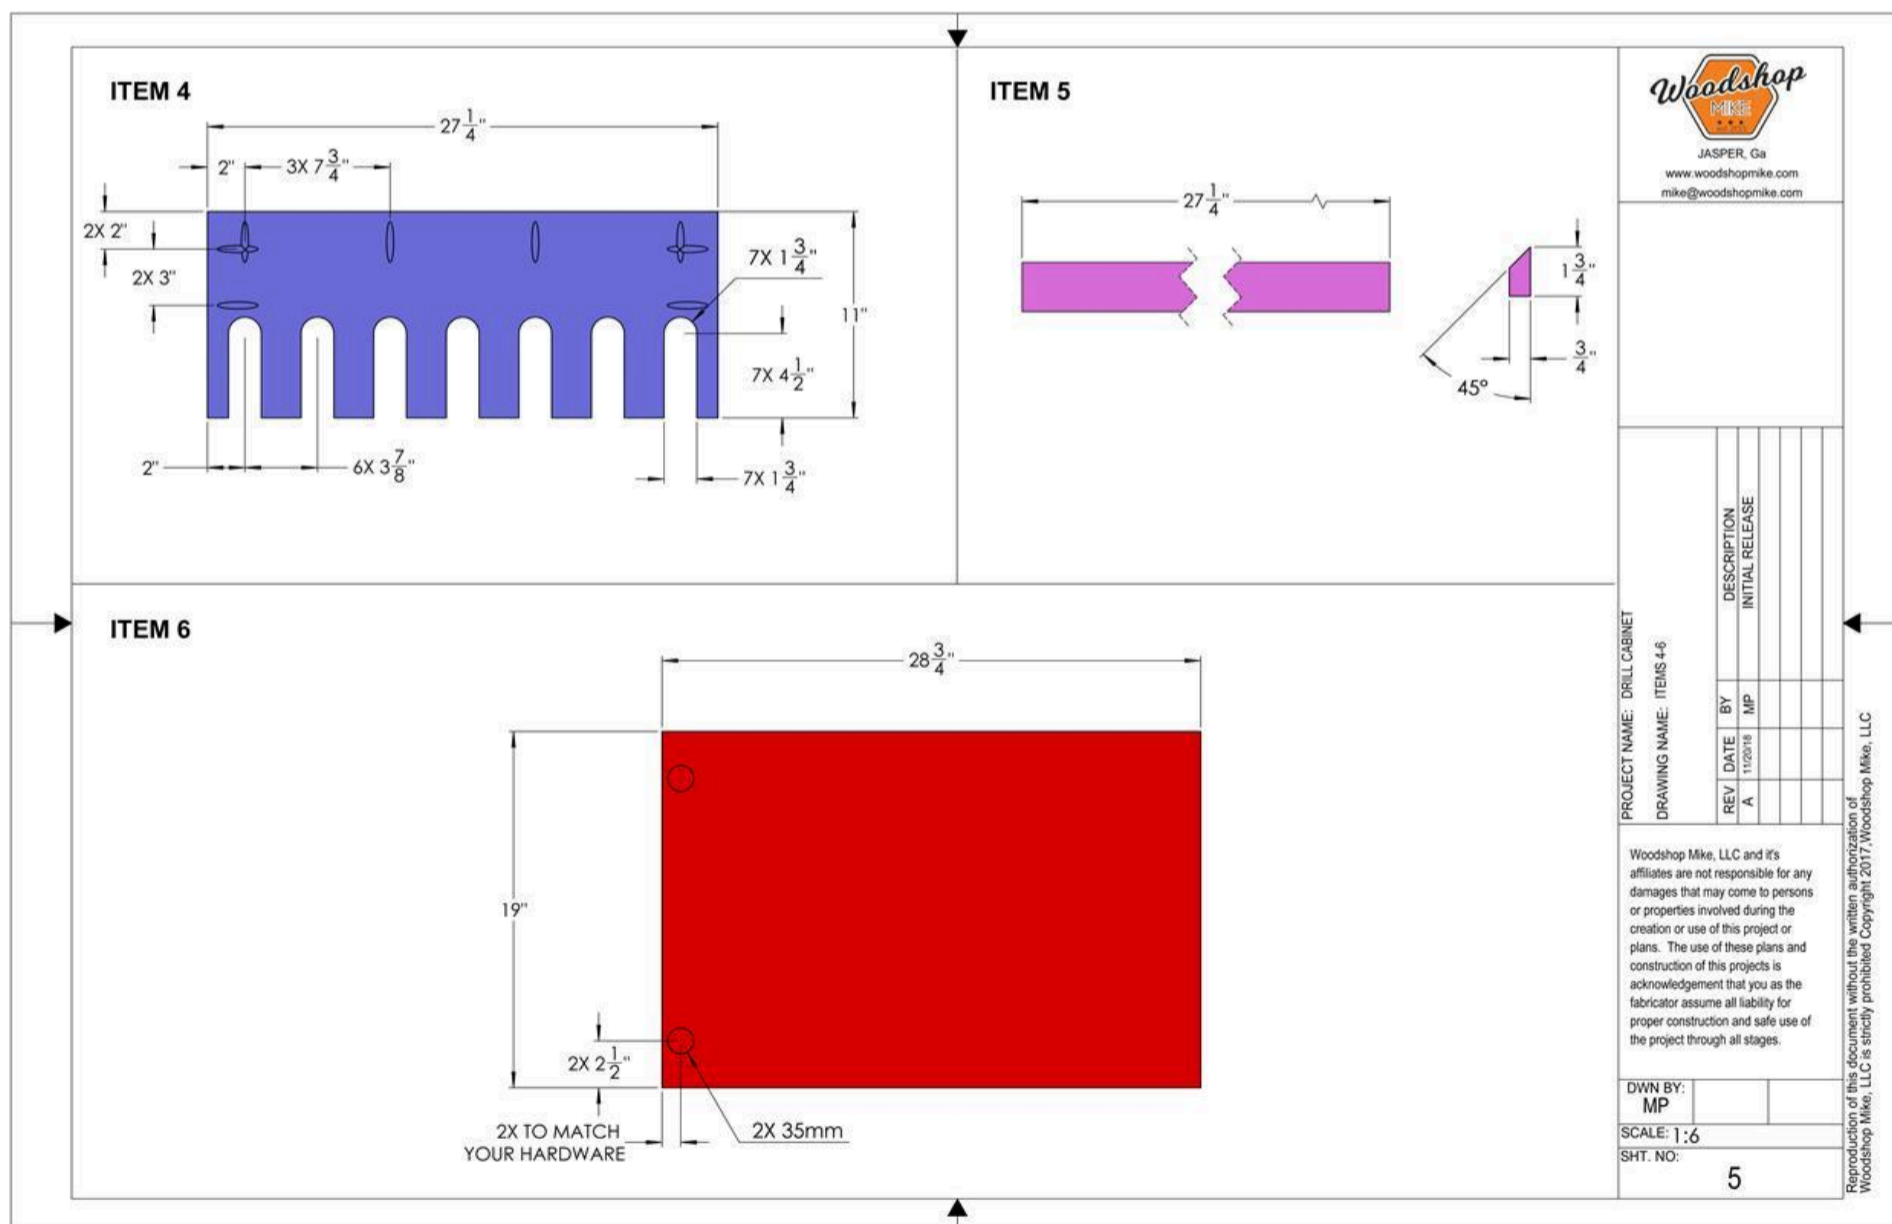 ITEM 4
27 1/4"
2"
3X 7 3/4"
2X 2"
2X 3"
7X 1 3/4"
11"
7X 4 1/2"
2"
6X 3 7/8"
7X 1 3/4"
ITEM 5
27 1/4"
1 3/4"
3/4"
45°
ITEM 6
28 3/4"
19"
2X 2 1/2"
2X TO MATCH
YOUR HARDWARE
2X 35mm
Woodshop
MIKE
JASPER, Ga
www.woodshopmike.com
mike@woodshopmike.com
PROJECT NAME: DRILL CABINET
DRAWING NAME: ITEMS 4-6
REV DATE BY DESCRIPTION
A 11/20/18 MP INITIAL RELEASE
Woodshop Mike, LLC and it's
affiliates are not responsible for any
damages that may come to persons
or properties involved during the
creation or use of this project or
plans. The use of these plans and
construction of this projects is
acknowledgement that you as the
fabricator assume all liability for
proper construction and safe use of
the project through all stages.
DWN BY:
MP
SCALE: 1:6
SHT. NO:
5
Reproduction of this document without the written authorization of
Woodshop Mike, LLC is strictly prohibited Copyright 2017,Woodshop Mike, LLC